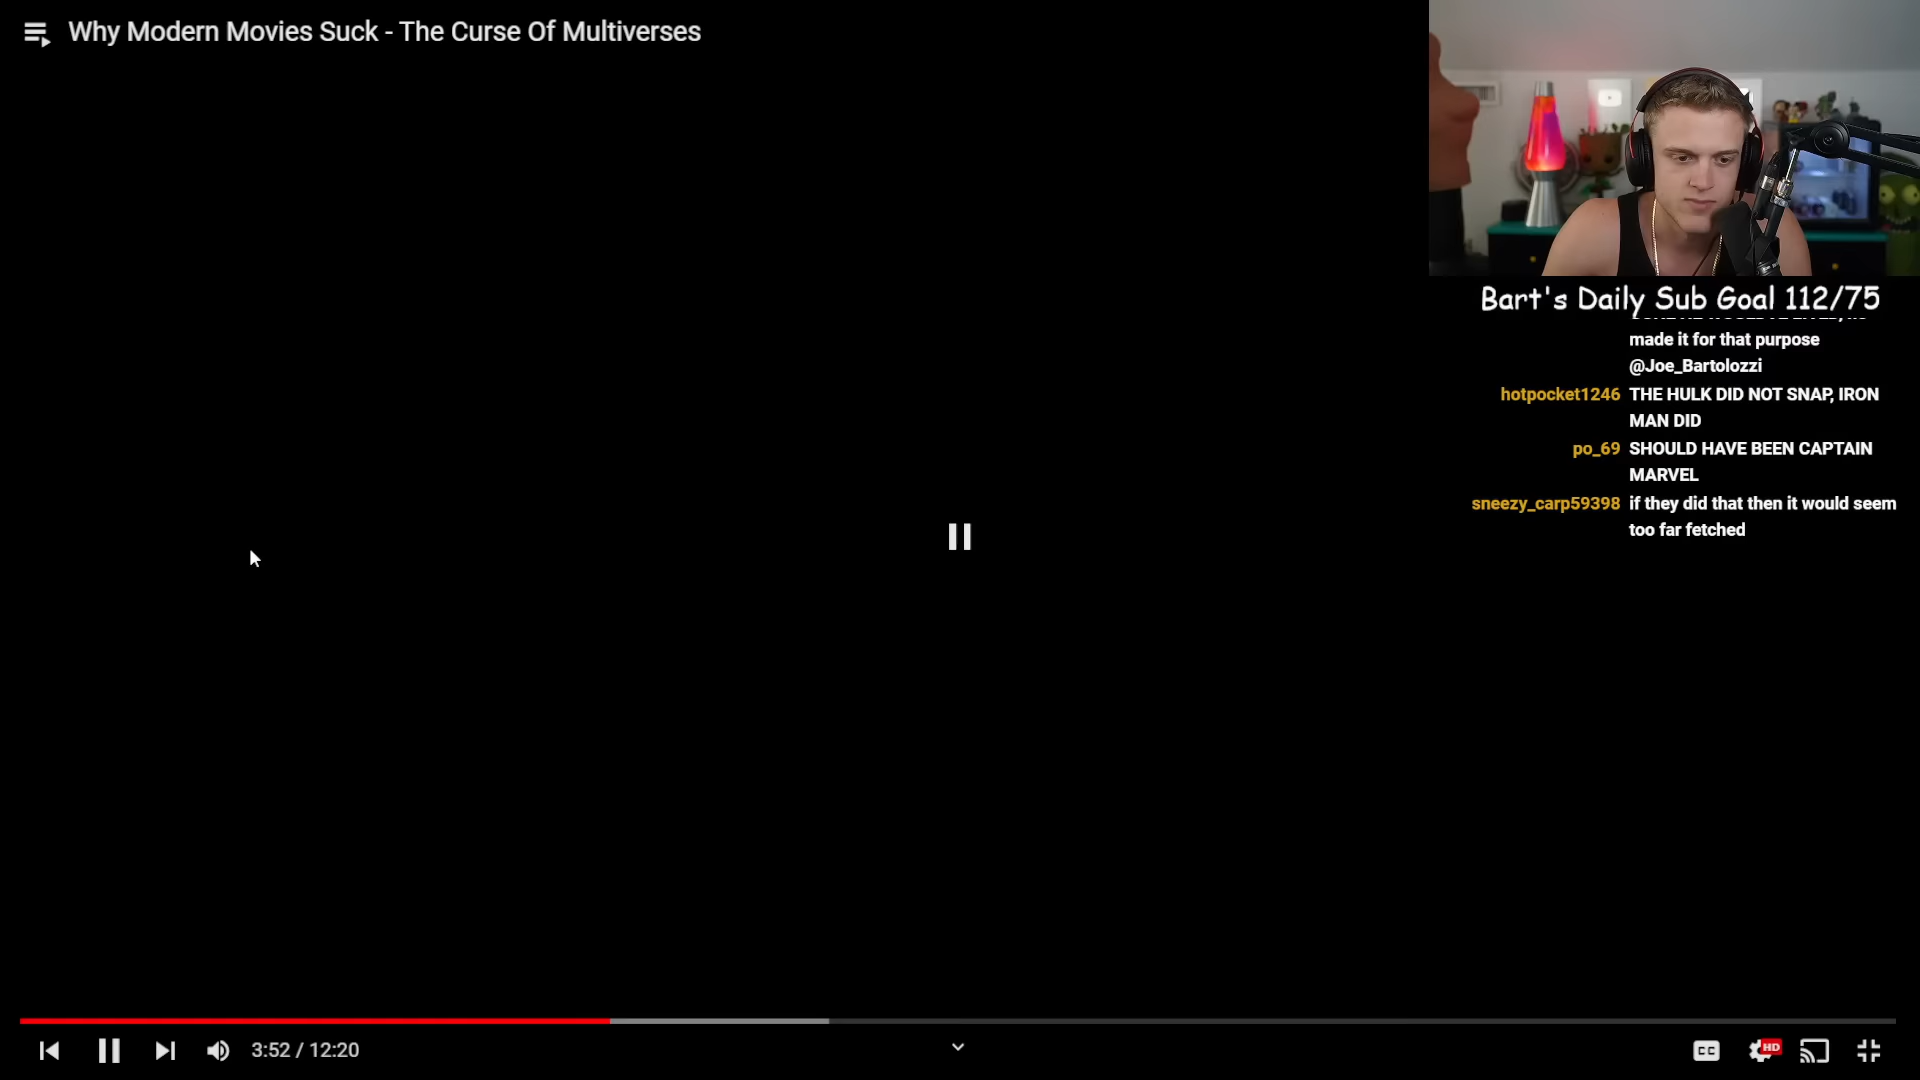 Why Modern Movies Suck - The Curse Of Multiverses
Bart's Daily Sub Goal 112/75
made it for that purpose
@Joe_Bartolozzi
hotpocket1246 THE HULK DID NOT SNAP, IRON
MAN DID
po_69 SHOULD HAVE BEEN CAPTAIN
MARVEL
sneezy_carp59398 if they did that then it would seem
too far fetched
3:52 / 12:20
CC
HD